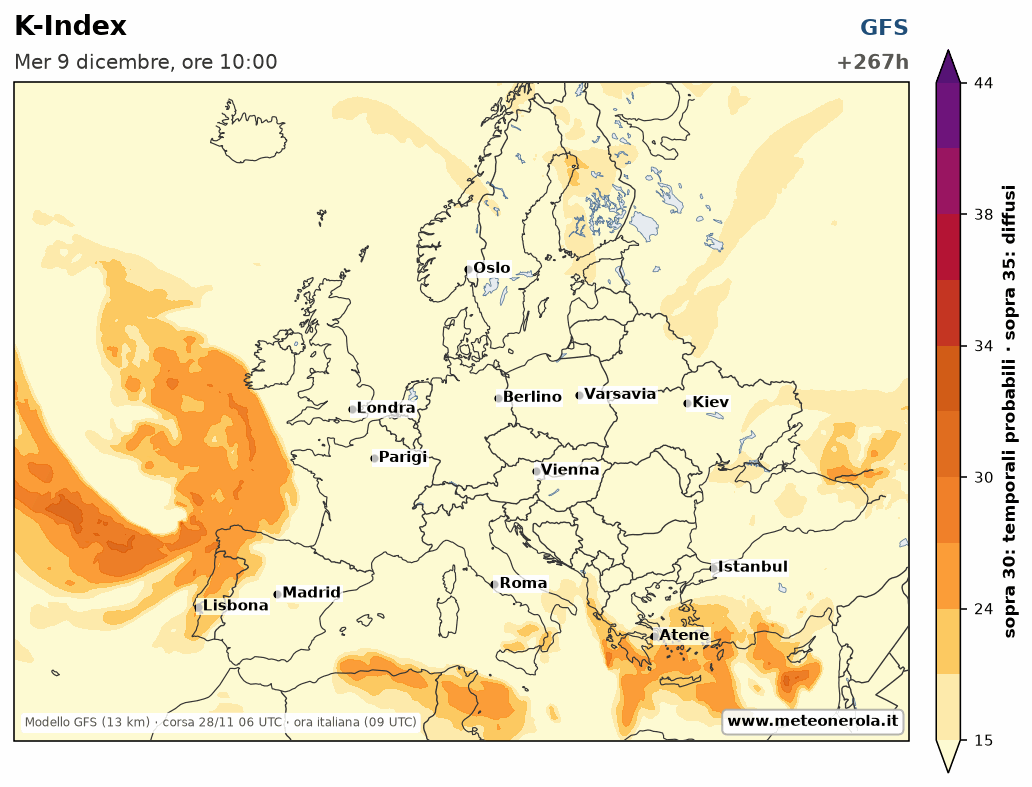 K-Index
GFS
Mer 9 dicembre, ore 10:00
+267h
44
38
34
30
24
15
sopra 30: temporali probabili · sopra 35: diffusi
Oslo
Londra
Berlino
Varsavia
Kiev
Parigi
Vienna
Istanbul
Roma
Madrid
Lisbona
Atene
Modello GFS (13 km) · corsa 28/11 06 UTC · ora italiana (09 UTC)
www.meteonerola.it